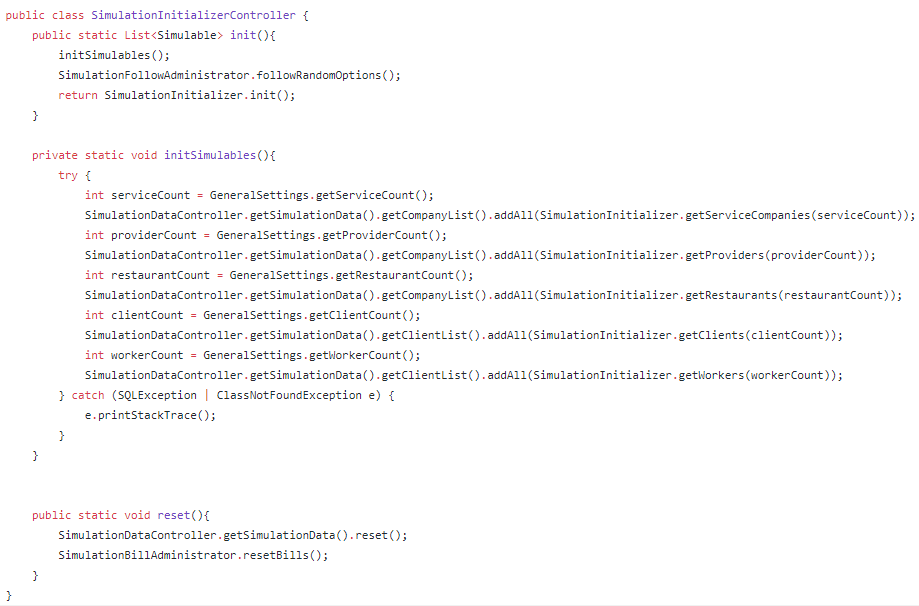 public class SimulationInitializerController {
    public static List<Simulable> init(){
        initSimulables();
        SimulationFollowAdministrator.followRandomOptions();
        return SimulationInitializer.init();
    }

    private static void initSimulables(){
        try {
            int serviceCount = GeneralSettings.getServiceCount();
            SimulationDataController.getSimulationData().getCompanyList().addAll(SimulationInitializer.getServiceCompanies(serviceCount));
            int providerCount = GeneralSettings.getProviderCount();
            SimulationDataController.getSimulationData().getCompanyList().addAll(SimulationInitializer.getProviders(providerCount));
            int restaurantCount = GeneralSettings.getRestaurantCount();
            SimulationDataController.getSimulationData().getCompanyList().addAll(SimulationInitializer.getRestaurants(restaurantCount));
            int clientCount = GeneralSettings.getClientCount();
            SimulationDataController.getSimulationData().getClientList().addAll(SimulationInitializer.getClients(clientCount));
            int workerCount = GeneralSettings.getWorkerCount();
            SimulationDataController.getSimulationData().getClientList().addAll(SimulationInitializer.getWorkers(workerCount));
        } catch (SQLException | ClassNotFoundException e) {
            e.printStackTrace();
        }
    }


    public static void reset(){
        SimulationDataController.getSimulationData().reset();
        SimulationBillAdministrator.resetBills();
    }
}